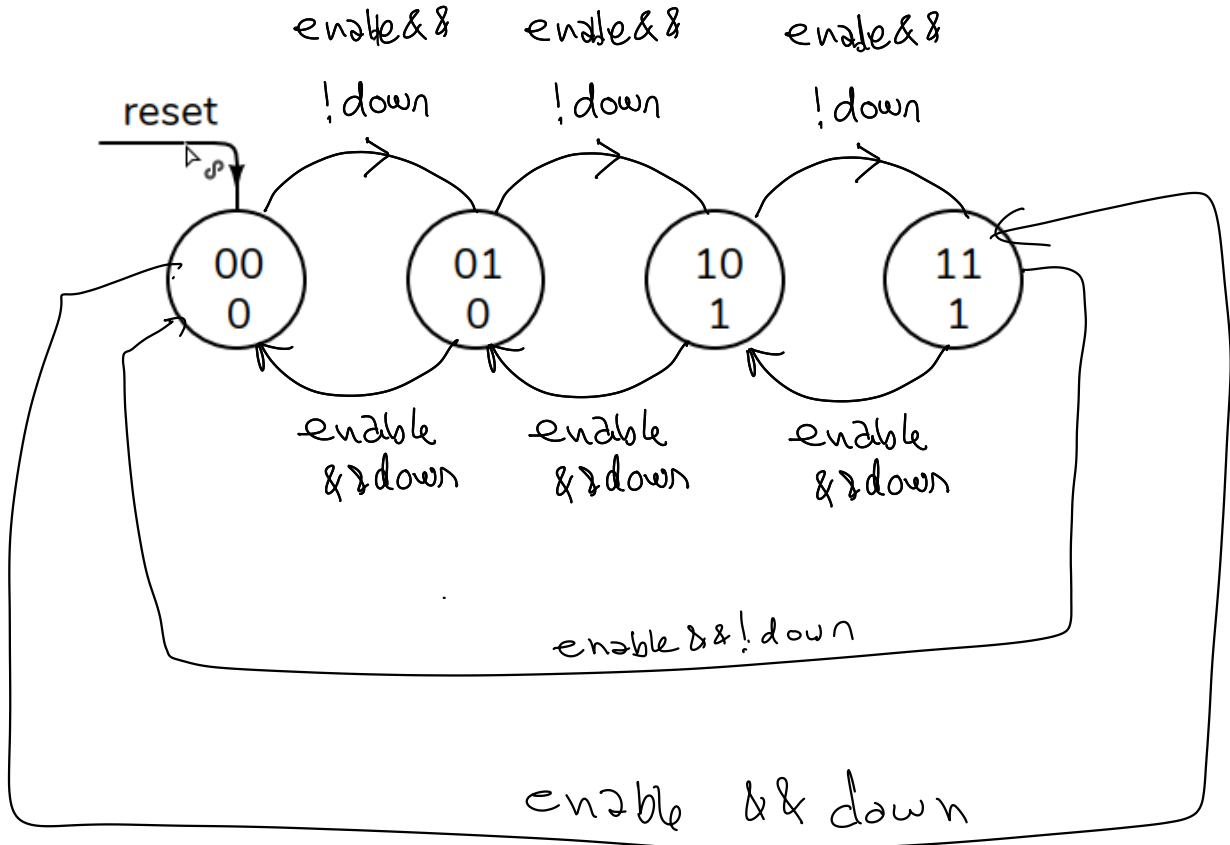 enable&& enable&& enable&&
!down !down !down
reset
00 01 10 11
0 0 1 1
enable enable enable
&&down &&down &&down
enable&&!down
enable && down